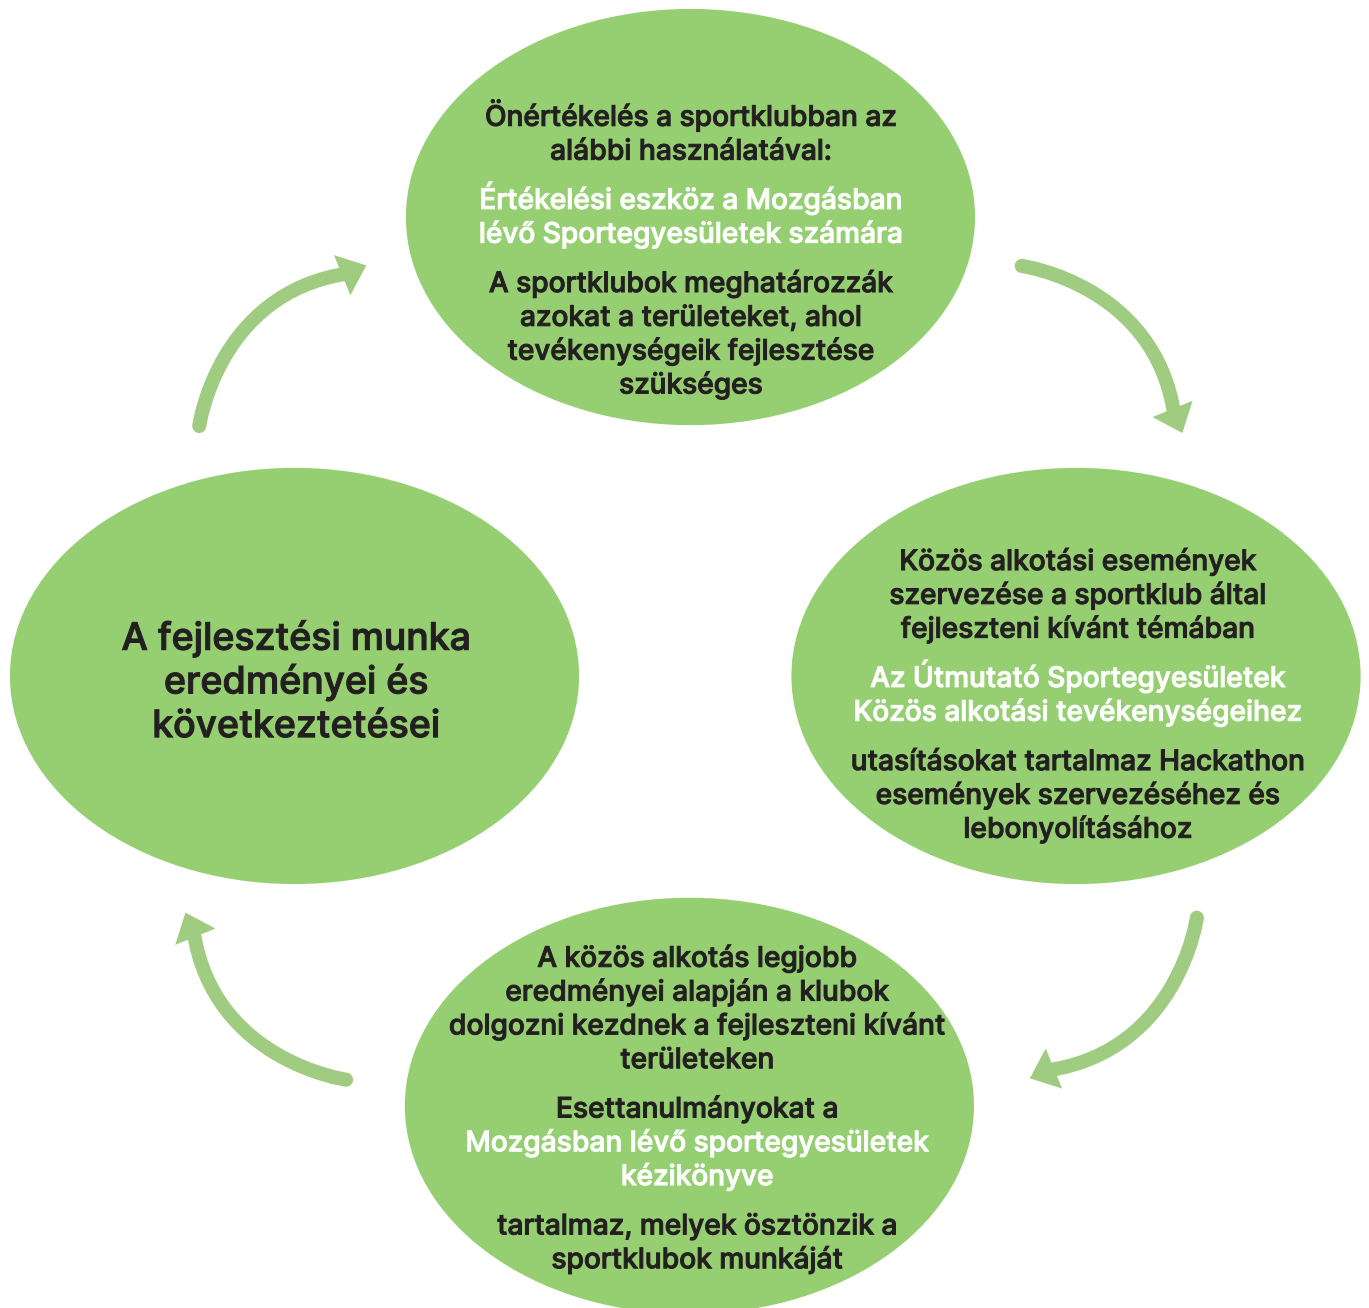 Önértékelés a sportklubban az
alábbi használatával:
Értékelési eszköz a Mozgásban
lévő Sportegyesületek számára
A sportklubok meghatározzák
azokat a területeket, ahol
tevékenységeik fejlesztése
szükséges
Közös alkotási események
szervezése a sportklub által
fejleszteni kívánt témában
Az Útmutató Sportegyesületek
Közös alkotási tevékenységeihez
utasításokat tartalmaz Hackathon
események szervezéséhez és
lebonyolításához
A közös alkotás legjobb
eredményei alapján a klubok
dolgozni kezdnek a fejleszteni kívánt
területeken
Esettanulmányokat a
Mozgásban lévő sportegyesületek
kézikönyve
tartalmaz, melyek ösztönzik a
sportklubok munkáját
A fejlesztési munka
eredményei és
következtetései